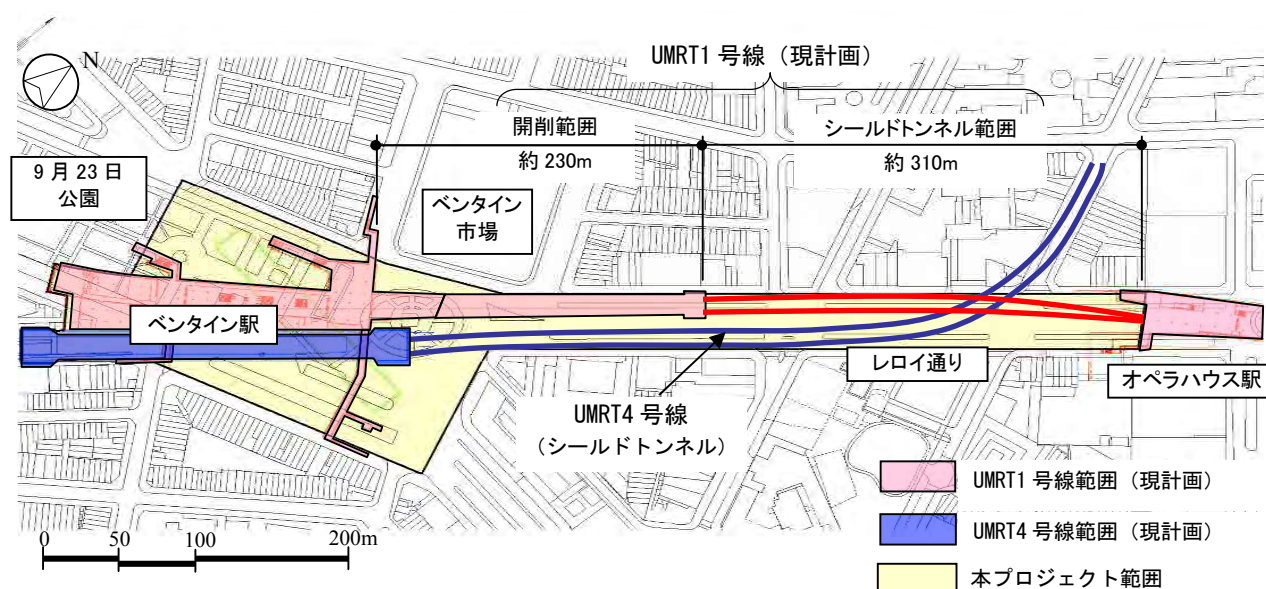 UMRT1 号線（現計画）
N
開削範囲
シールドトンネル範囲
約 230m
約 310m
9 月 23 日
公園
ベンタイン
市場
ベンタイン駅
レロイ通り
オペラハウス駅
UMRT4 号線
（シールドトンネル）
UMRT1 号線範囲（現計画）
UMRT4 号線範囲（現計画）
本プロジェクト範囲
0 50 100 200m